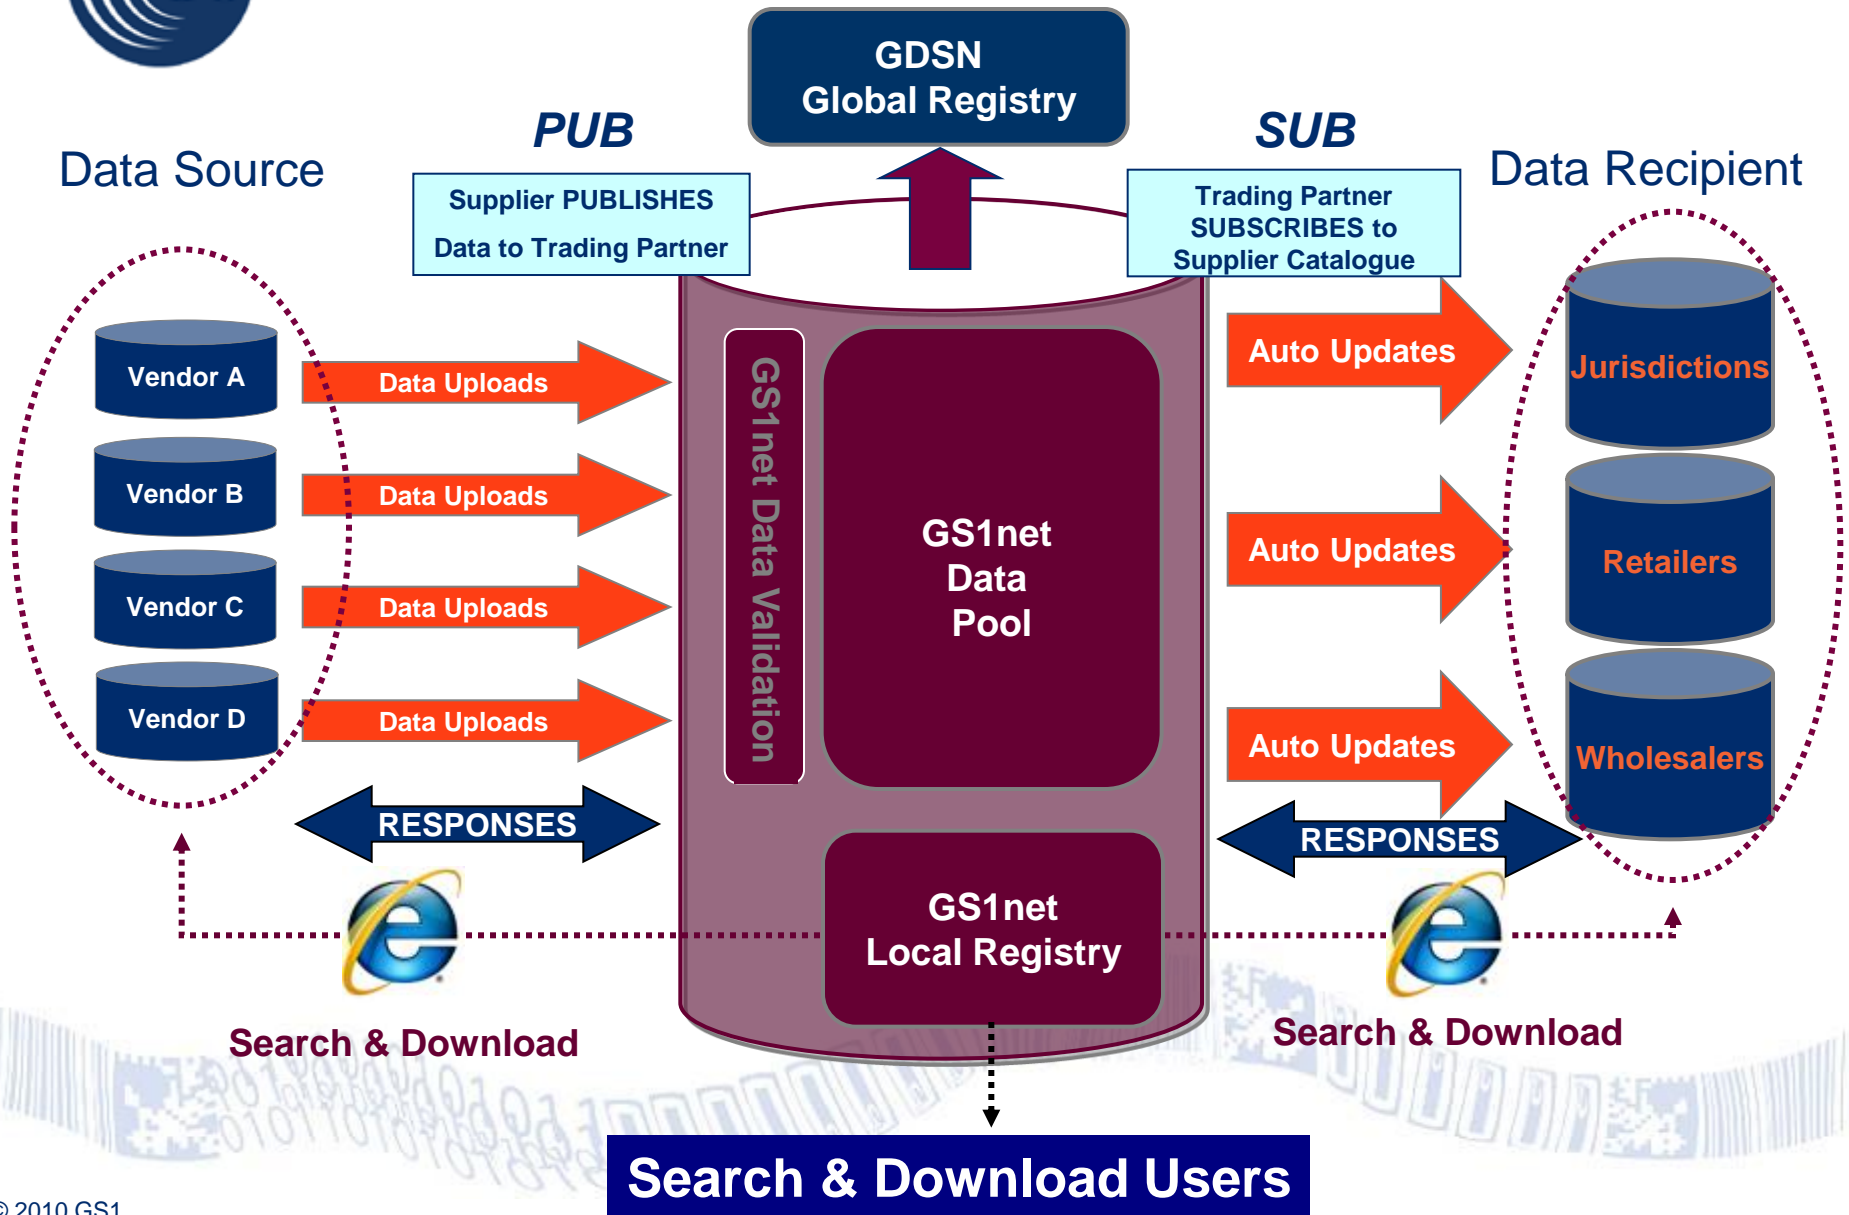 GDSN
Global Registry
PUB
SUB
Data Source
Data Recipient
Supplier PUBLISHES
Data to Trading Partner
Trading Partner
SUBSCRIBES to
Supplier Catalogue
Vendor A
Vendor B
Vendor C
Vendor D
Data Uploads
Data Uploads
Data Uploads
Data Uploads
GS1net Data Validation
GS1net
Data
Pool
Auto Updates
Auto Updates
Auto Updates
Jurisdictions
Retailers
Wholesalers
RESPONSES
RESPONSES
GS1net
Local Registry
Search & Download
Search & Download
Search & Download Users
© 2010 GS1